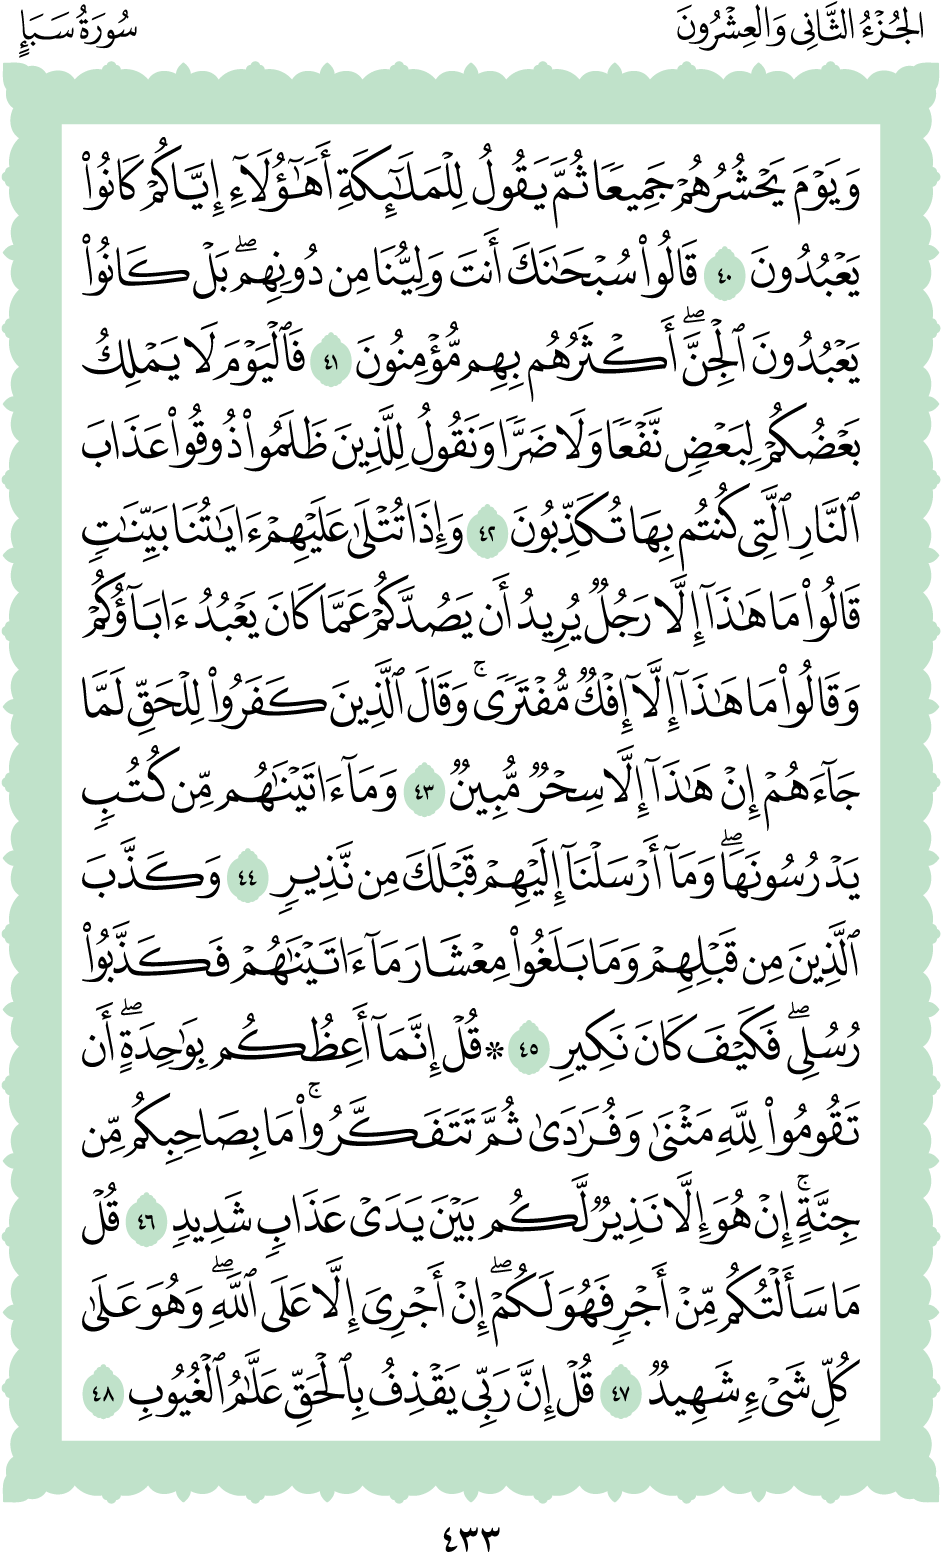 الجُزْءُ الثَّانِي وَالعِشْرُونَ
سُورَةُ سَبَإٍ
وَيَوْمَ يَحْشُرُهُمْ جَمِيعًا ثُمَّ يَقُولُ لِلْمَلَٰٓئِكَةِ أَهَٰٓؤُلَآءِ إِيَّاكُمْ كَانُوا۟
يَعْبُدُونَ ٤٠ قَالُوا۟ سُبْحَٰنَكَ أَنتَ وَلِيُّنَا مِن دُونِهِمۖ بَلْ كَانُوا۟
يَعْبُدُونَ ٱلْجِنَّۖ أَكْثَرُهُم بِهِم مُّؤْمِنُونَ ٤١ فَٱلْيَوْمَ لَا يَمْلِكُ
بَعْضُكُمْ لِبَعْضٍ نَّفْعًا وَلَا ضَرًّا وَنَقُولُ لِلَّذِينَ ظَلَمُوا۟ ذُوقُوا۟ عَذَابَ
ٱلنَّارِ ٱلَّتِى كُنتُم بِهَا تُكَذِّبُونَ ٤٢ وَإِذَا تُتْلَىٰ عَلَيْهِمْ ءَايَٰتُنَا بَيِّنَٰتٍ
قَالُوا۟ مَا هَٰذَآ إِلَّا رَجُلٌ يُرِيدُ أَن يَصُدَّكُمْ عَمَّا كَانَ يَعْبُدُ ءَابَآؤُكُمْ
وَقَالُوا۟ مَا هَٰذَآ إِلَّآ إِفْكٌ مُّفْتَرًىۚ وَقَالَ ٱلَّذِينَ كَفَرُوا۟ لِلْحَقِّ لَمَّا
جَآءَهُمْ إِنْ هَٰذَآ إِلَّا سِحْرٌ مُّبِينٌ ٤٣ وَمَآ ءَاتَيْنَٰهُم مِّن كُتُبٍ
يَدْرُسُونَهَاۖ وَمَآ أَرْسَلْنَآ إِلَيْهِمْ قَبْلَكَ مِن نَّذِيرٍ ٤٤ وَكَذَّبَ
ٱلَّذِينَ مِن قَبْلِهِمْ وَمَا بَلَغُوا۟ مِعْشَارَ مَآ ءَاتَيْنَٰهُمْ فَكَذَّبُوا۟
رُسُلِىۖ فَكَيْفَ كَانَ نَكِيرِ ٤٥ * قُلْ إِنَّمَآ أَعِظُكُم بِوَٰحِدَةٍۖ أَن
تَقُومُوا۟ لِلَّهِ مَثْنَىٰ وَفُرَٰدَىٰ ثُمَّ تَتَفَكَّرُوا۟ۚ مَا بِصَاحِبِكُم مِّن
جِنَّةٍۚ إِنْ هُوَ إِلَّا نَذِيرٌ لَّكُم بَيْنَ يَدَىْ عَذَابٍ شَدِيدٍ ٤٦ قُلْ
مَا سَأَلْتُكُم مِّنْ أَجْرٍ فَهُوَ لَكُمْۖ إِنْ أَجْرِىَ إِلَّا عَلَى ٱللَّهِۖ وَهُوَ عَلَىٰ
كُلِّ شَىْءٍ شَهِيدٌ ٤٧ قُلْ إِنَّ رَبِّى يَقْذِفُ بِٱلْحَقِّ عَلَّٰمُ ٱلْغُيُوبِ ٤٨
٤٣٣